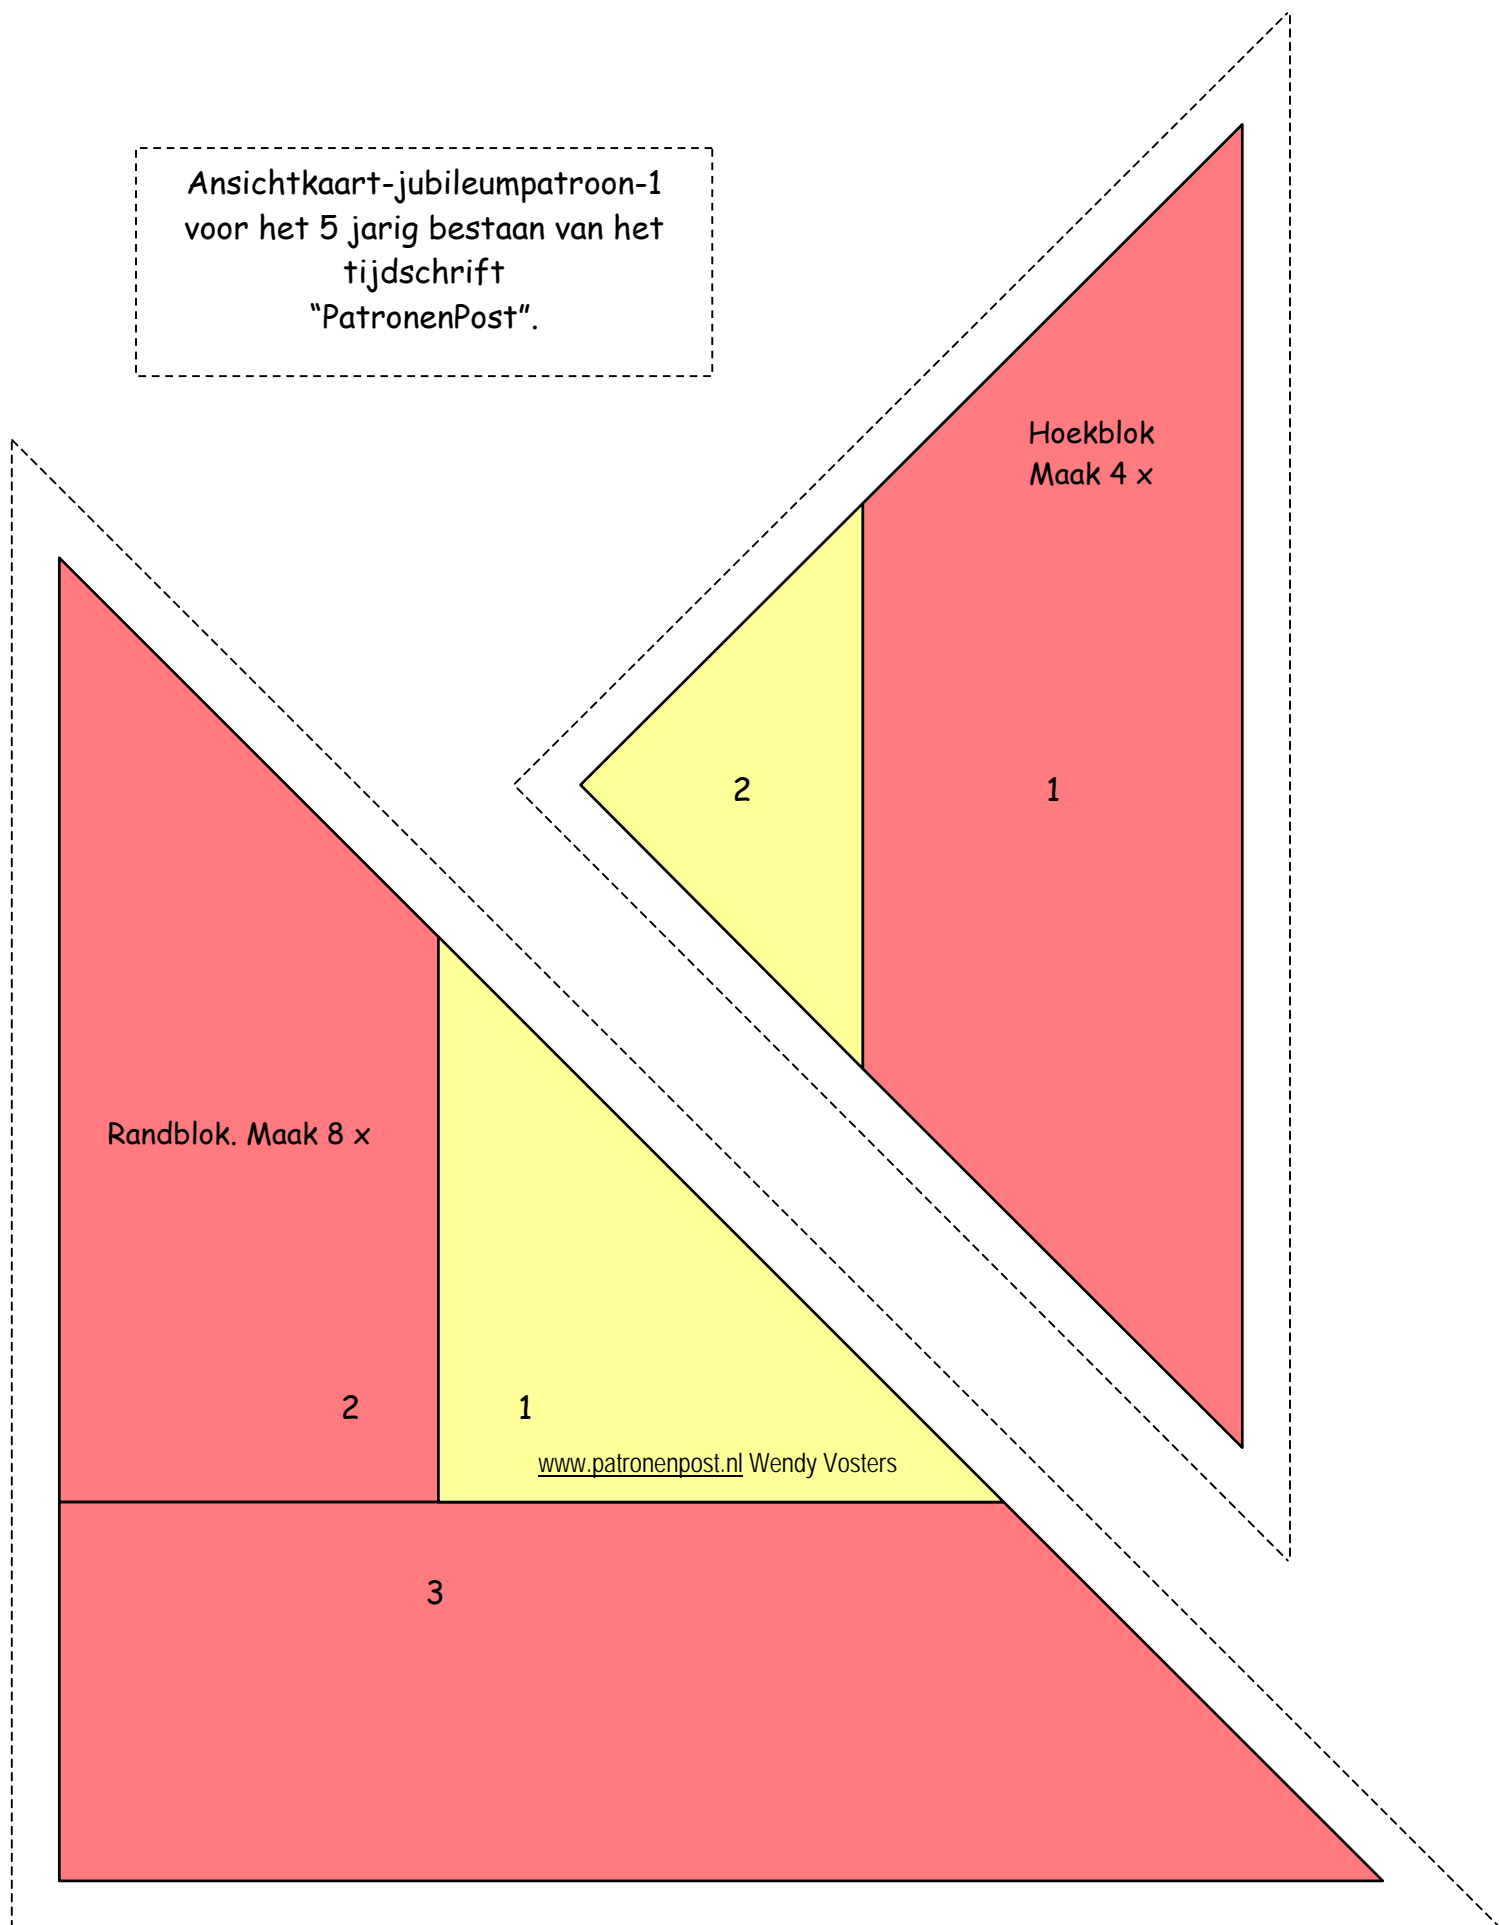 Ansichtkaart-jubileumpatroon-1
voor het 5 jarig bestaan van het
tijdschrift
“PatronenPost”.
Hoekblok
Maak 4 x
2
1
Randblok. Maak 8 x
2
1
www.patronenpost.nl Wendy Vosters
3